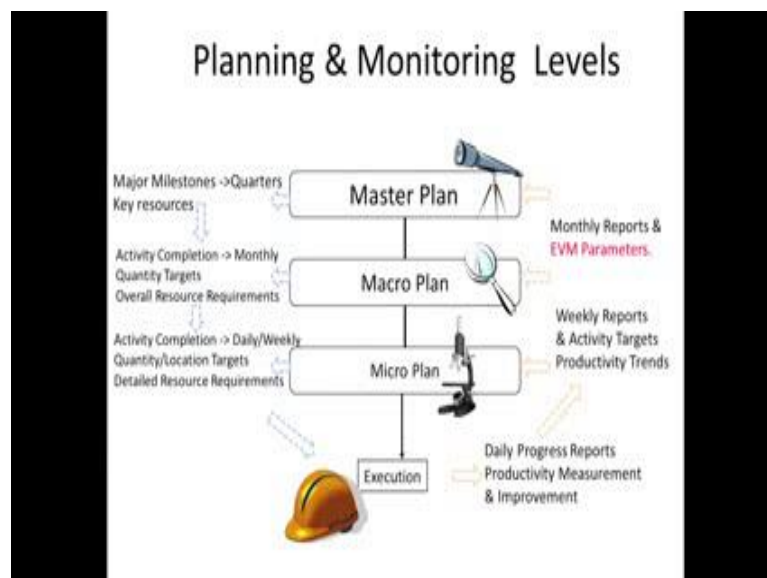 Planning & Monitoring Levels
Major Milestones ->Quarters
Key resources
Master Plan
Monthly Reports &
EVM Parameters.
Activity Completion -> Monthly
Quantity Targets
Overall Resource Requirements
Macro Plan
Weekly Reports
& Activity Targets
Productivity Trends
Activity Completion -> Daily/Weekly
Quantity/Location Targets
Detailed Resource Requirements
Micro Plan
Execution
Daily Progress Reports
Productivity Measurement
& Improvement